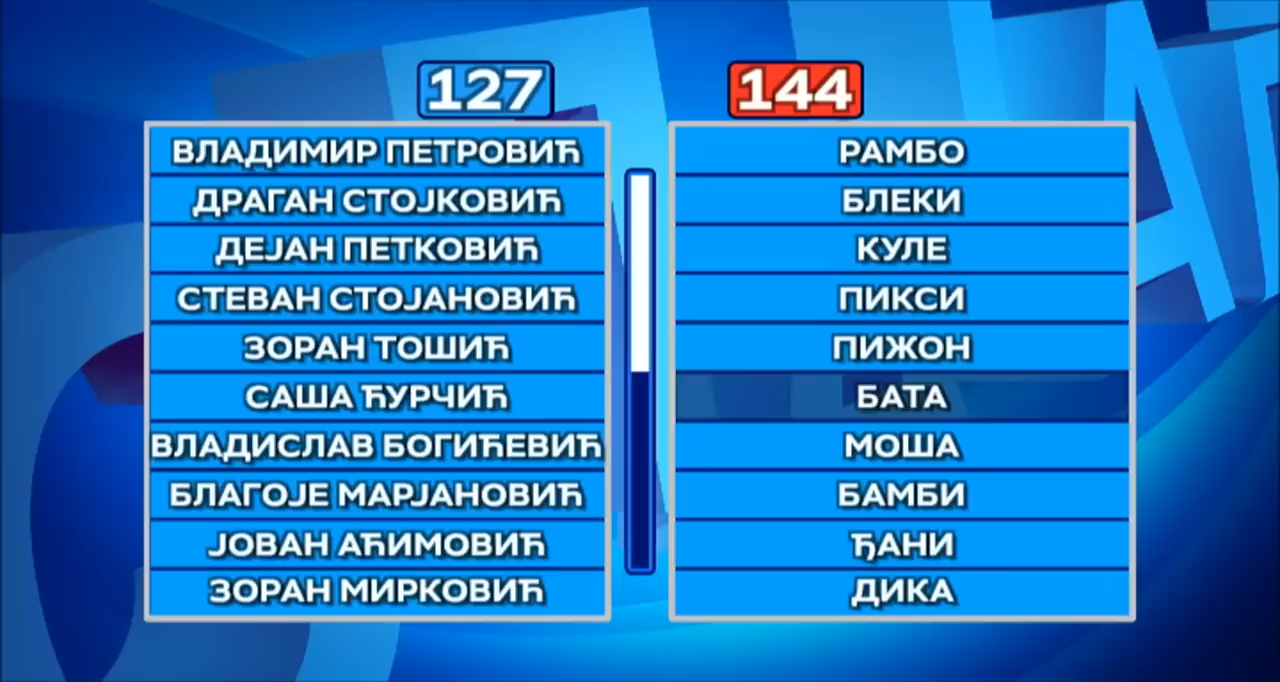 127
144
ВЛАДИМИР ПЕТРОВИЋ
ДРАГАН СТОЈКОВИЋ
ДЕЈАН ПЕТКОВИЋ
СТЕВАН СТОЈАНОВИЋ
ЗОРАН ТОШИЋ
САША ЋУРЧИЋ
ВЛАДИСЛАВ БОГИЋЕВИЋ
БЛАГОЈЕ МАРЈАНОВИЋ
ЈОВАН АЋИМОВИЋ
ЗОРАН МИРКОВИЋ
РАМБО
БЛЕКИ
КУЛЕ
ПИКСИ
ПИЖОН
БАТА
МОША
БАМБИ
ЂАНИ
ДИКА